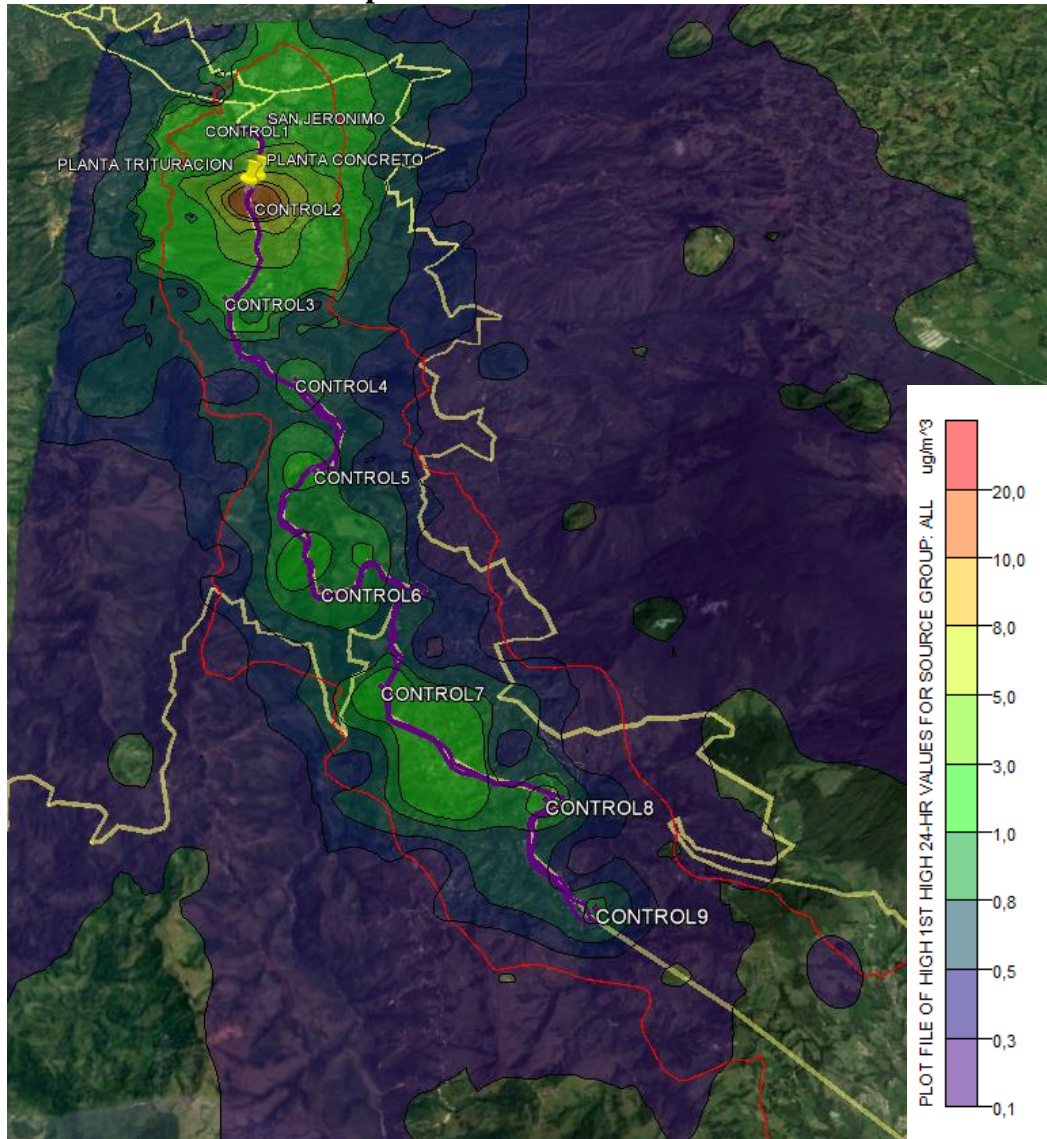 SAN JERONIMO
CONTROL1
PLANTA TRITURACION
PLANTA CONCRETO
CONTROL2
CONTROL3
CONTROL4
CONTROL5
CONTROL6
CONTROL7
CONTROL8
CONTROL9
PLOT FILE OF HIGH 1ST HIGH 24-HR VALUES FOR SOURCE GROUP: ALL ug/m^3
20,0
10,0
8,0
5,0
3,0
1,0
0,8
0,5
0,3
0,1